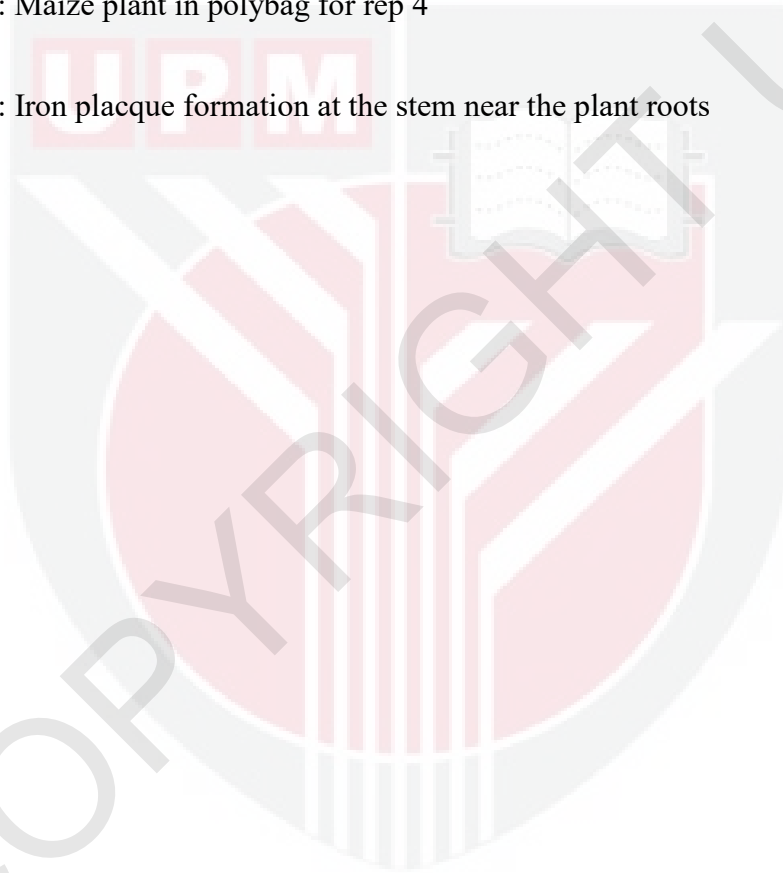 : Maize plant in polybag for rep 4
: Iron placque formation at the stem near the plant roots
UPM
COPYRIGHT U